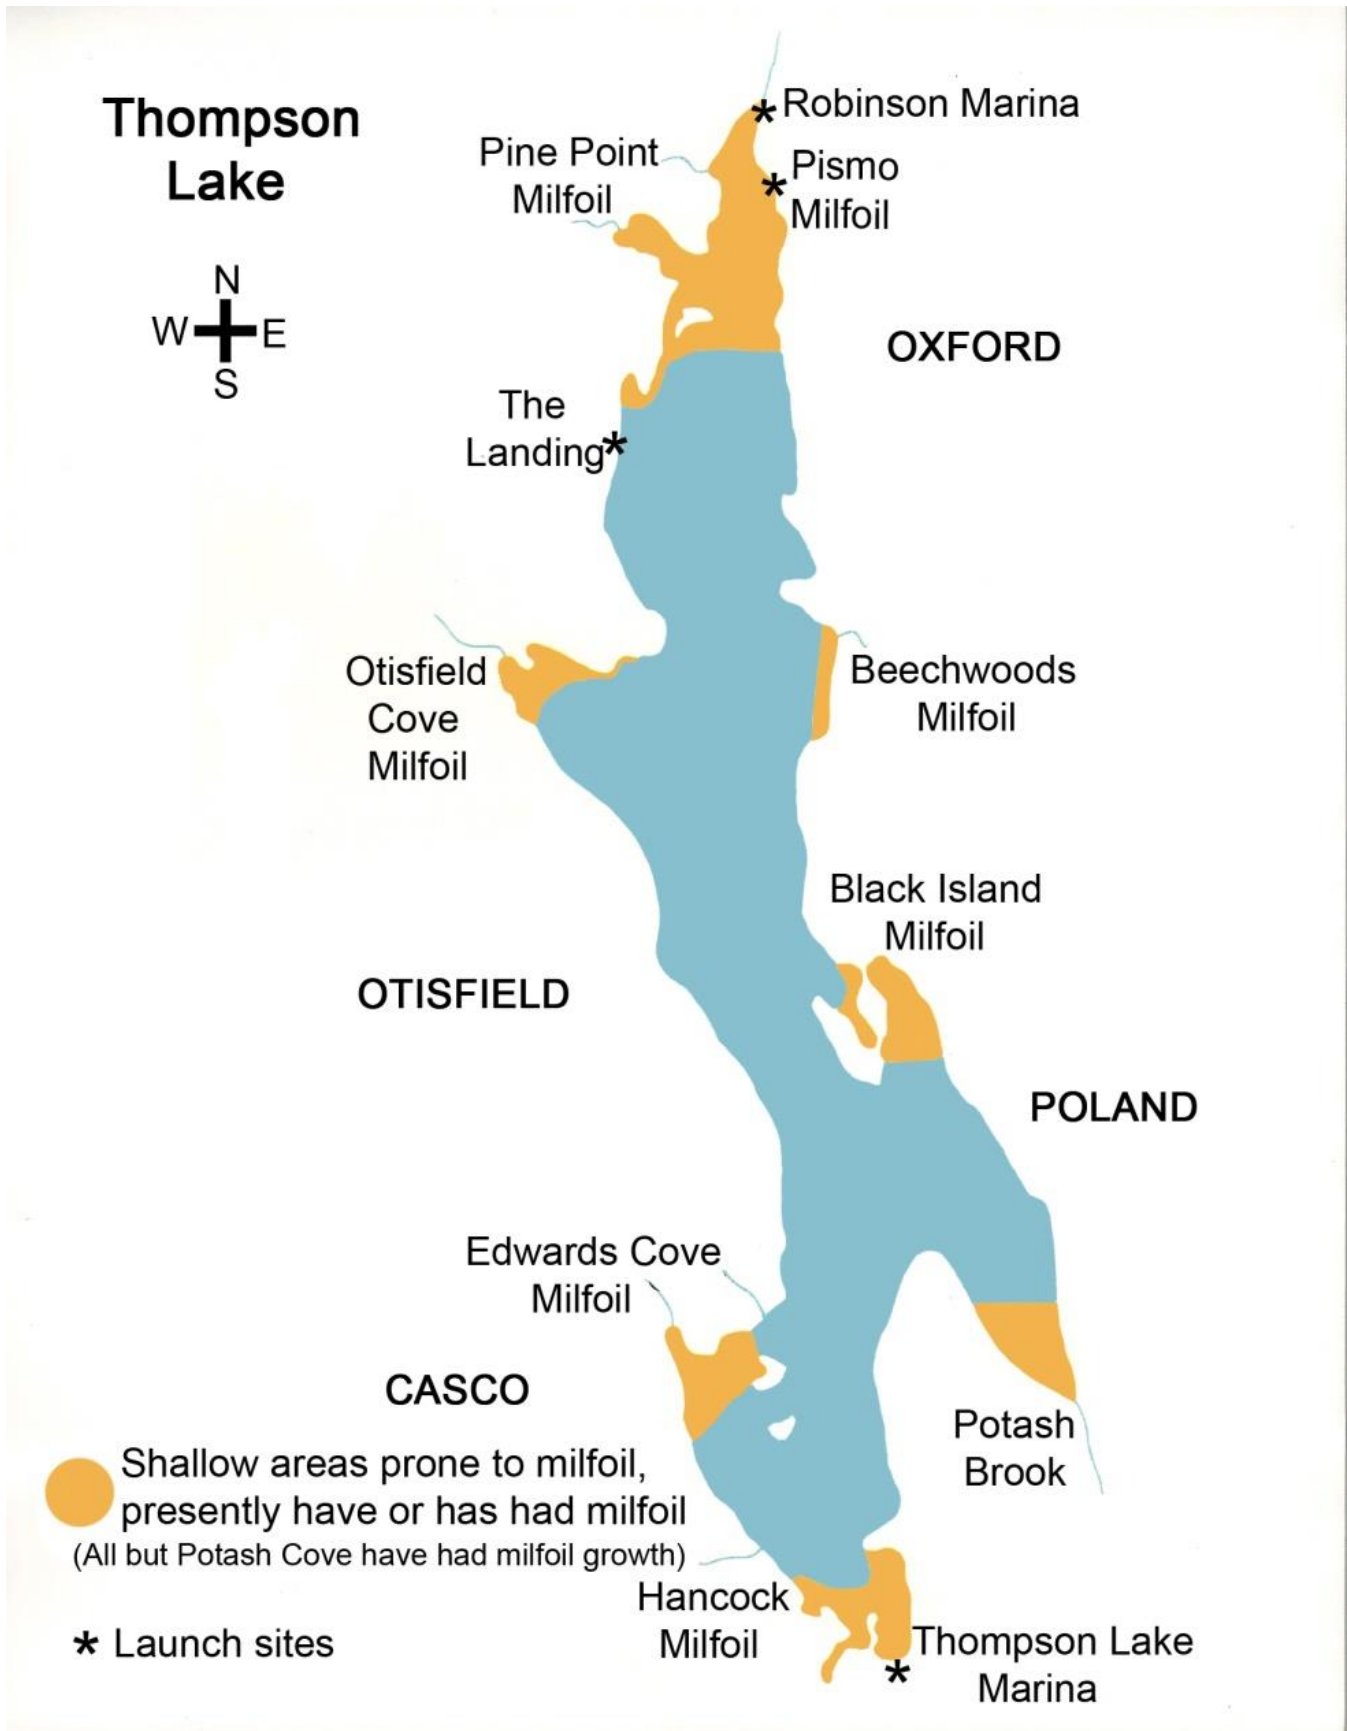 Thompson
Lake
N
W E
S
* Robinson Marina
Pine Point
Milfoil
* Pismo
Milfoil
OXFORD
The
Landing *
Otisfield
Cove
Milfoil
Beechwoods
Milfoil
Black Island
Milfoil
OTISFIELD
POLAND
Edwards Cove
Milfoil
CASCO
Potash
Brook
Shallow areas prone to milfoil,
presently have or has had milfoil
(All but Potash Cove have had milfoil growth)
Hancock
Milfoil
* Launch sites
Thompson Lake
* Marina